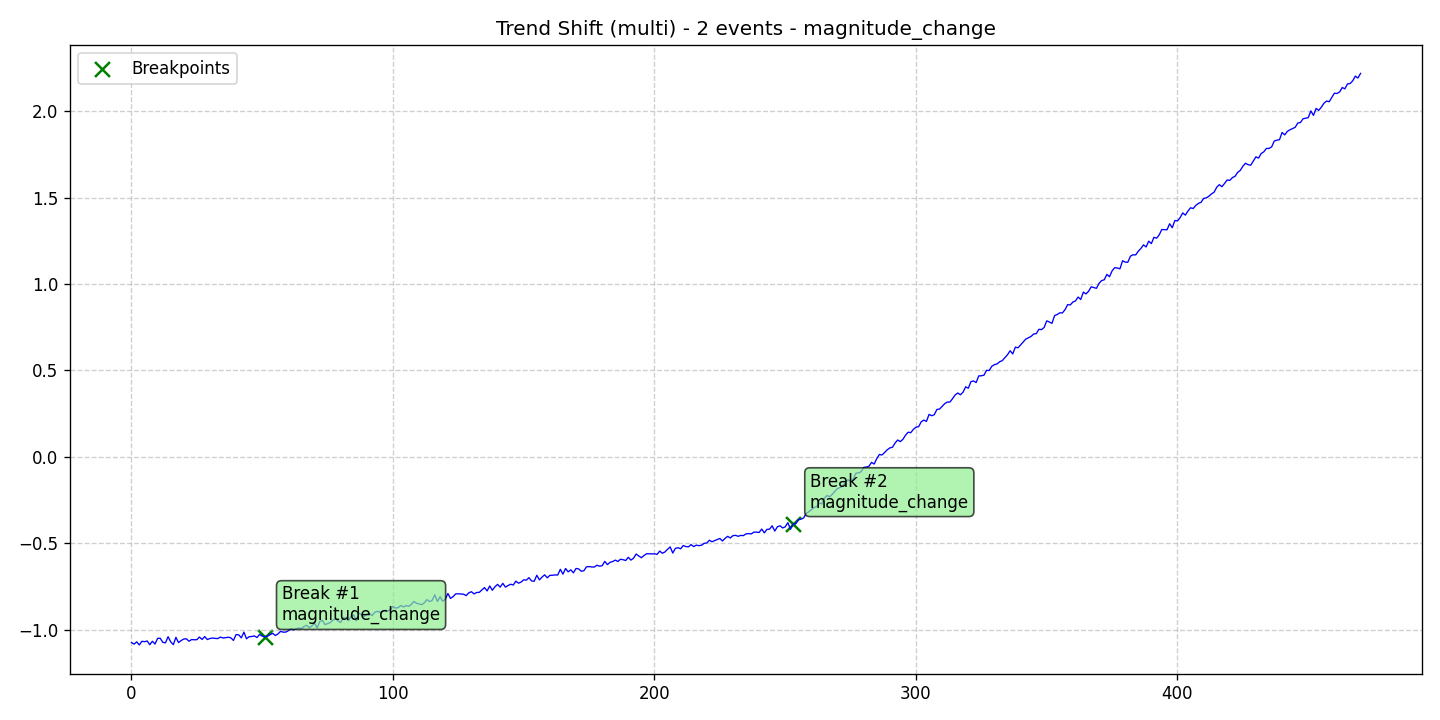 Trend Shift (multi) - 2 events - magnitude_change
Breakpoints
2.0
1.5
1.0
0.5
0.0
−0.5
−1.0
Break #2
magnitude_change
Break #1
magnitude_change
0
100
200
300
400